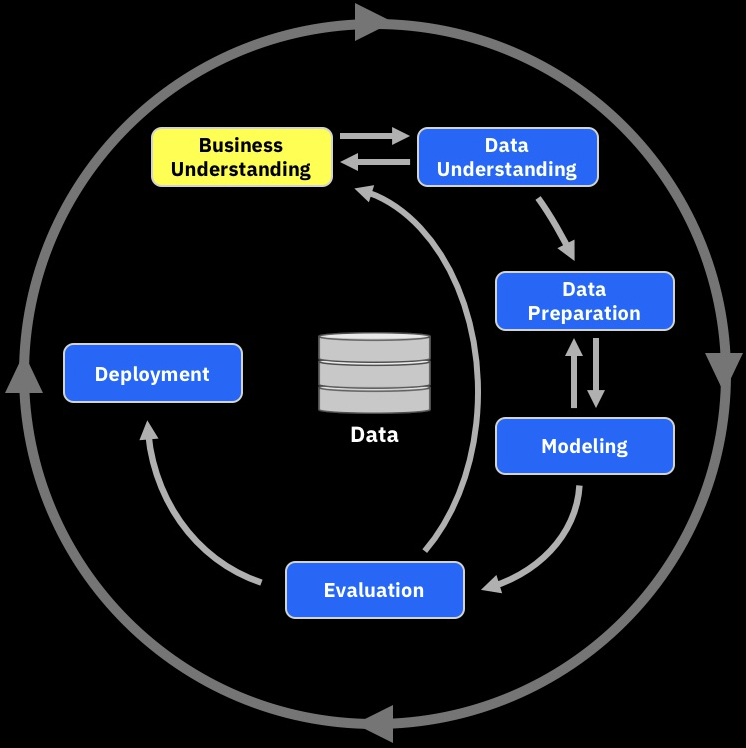 Business
Understanding
Data
Understanding
Data
Preparation
Deployment
Data
Modeling
Evaluation